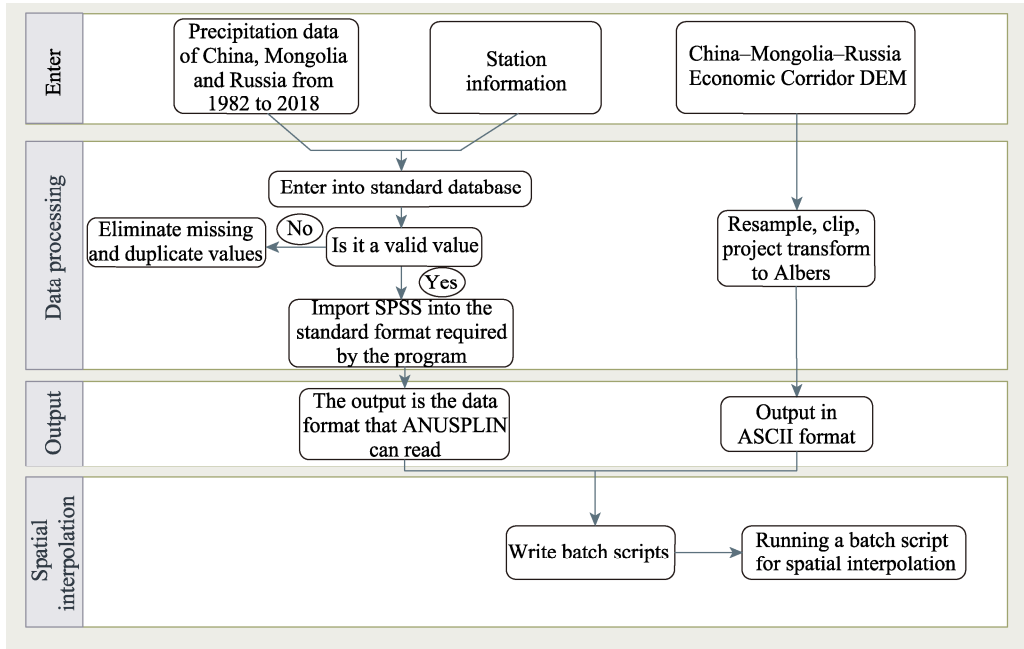 Enter
Precipitation data
of China, Mongolia
and Russia from
1982 to 2018
Station
information
China–Mongolia–Russia
Economic Corridor DEM
Data processing
Enter into standard database
Eliminate missing
and duplicate values
No
Is it a valid value
Yes
Import SPSS into the
standard format required
by the program
Resample, clip,
project transform
to Albers
Output
The output is the data
format that ANUSPLIN
can read
Output in
ASCII format
Spatial
interpolation
Write batch scripts
Running a batch script
for spatial interpolation